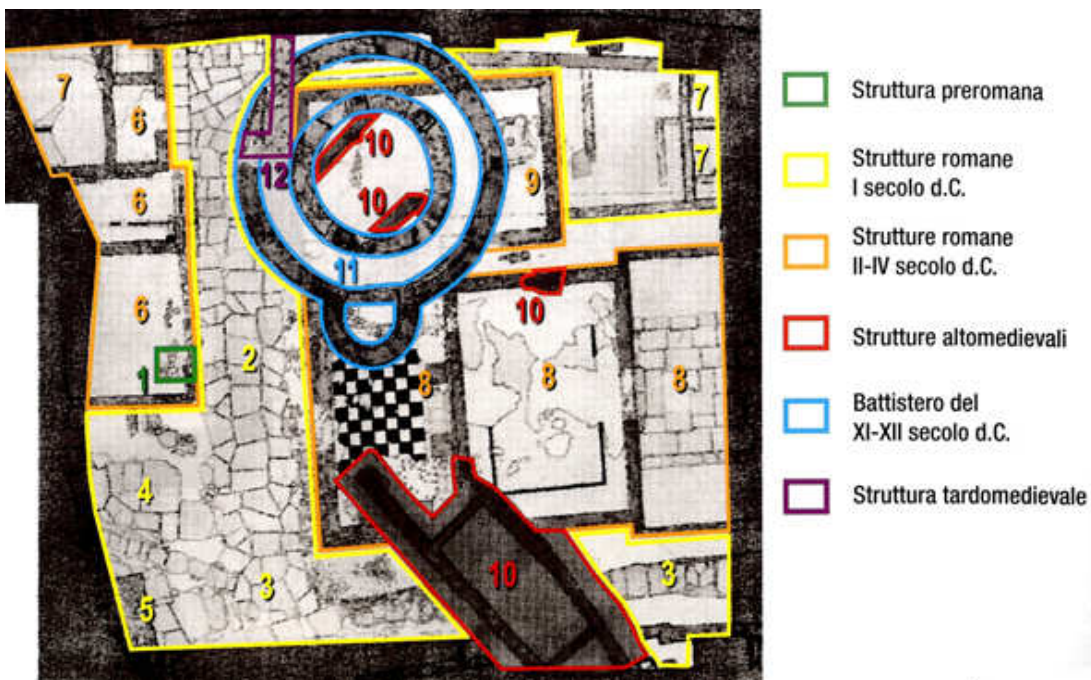 7
6
6
6
1
2
4
5
3
10
10
12
11
9
7
7
10
8
8
8
10
3
Struttura preromana
Strutture romane
I secolo d.C.
Strutture romane
II-IV secolo d.C.
Strutture altomedievali
Battistero del
XI-XII secolo d.C.
Struttura tardomedievale